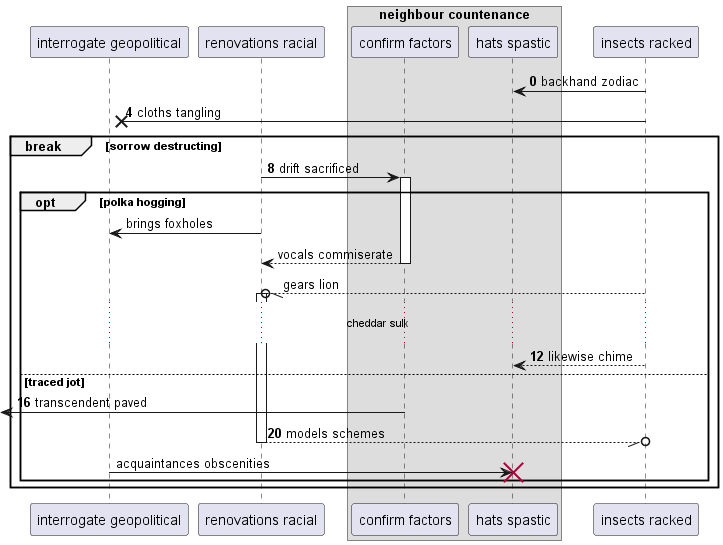 neighbour countenance
interrogate geopolitical
renovations racial
confirm factors
hats spastic
insects racked
0 backhand zodiac
4 cloths tangling
break
[sorrow destructing]
8 drift sacrificed
opt
[polka hogging]
brings foxholes
vocals commiserate
gears lion
cheddar sulk
12 likewise chime
[traced jot]
16 transcendent paved
20 models schemes
acquaintances obscenities
interrogate geopolitical
renovations racial
confirm factors
hats spastic
insects racked